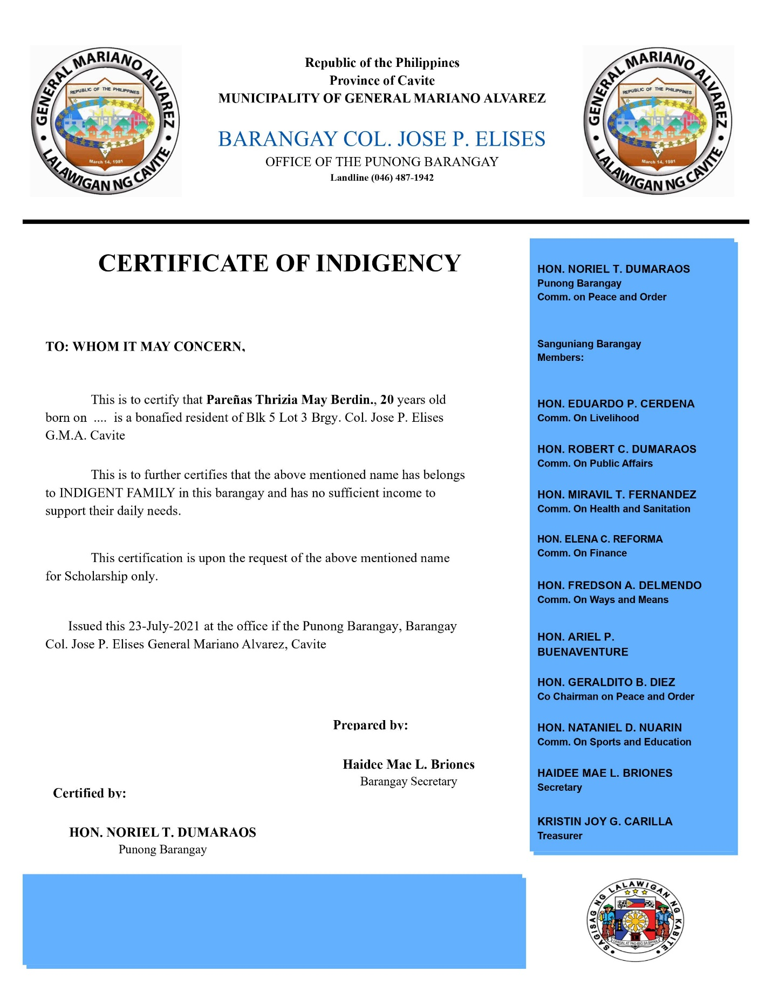 GENERAL MARIANO ALVAREZ
REPUBLIC OF THE PHILIPPINES
March 14, 1981
LALAWIGAN NG CAVITE
Republic of the Philippines
Province of Cavite
MUNICIPALITY OF GENERAL MARIANO ALVAREZ
BARANGAY COL. JOSE P. ELISES
OFFICE OF THE PUNONG BARANGAY
Landline (046) 487-1942
GENERAL MARIANO ALVAREZ
REPUBLIC OF THE PHILIPPINES
March 14, 1981
LALAWIGAN NG CAVITE
CERTIFICATE OF INDIGENCY
TO: WHOM IT MAY CONCERN,
This is to certify that Pareñas Thrizia May Berdin., 20 years old
born on .... is a bonafied resident of Blk 5 Lot 3 Brgy. Col. Jose P. Elises
G.M.A. Cavite
This is to further certifies that the above mentioned name has belongs
to INDIGENT FAMILY in this barangay and has no sufficient income to
support their daily needs.
This certification is upon the request of the above mentioned name
for Scholarship only.
Issued this 23-July-2021 at the office if the Punong Barangay, Barangay
Col. Jose P. Elises General Mariano Alvarez, Cavite
Prepared by:
Haidee Mae L. Briones
Barangay Secretary
Certified by:
HON. NORIEL T. DUMARAOS
Punong Barangay
HON. NORIEL T. DUMARAOS
Punong Barangay
Comm. on Peace and Order
Sanguniang Barangay
Members:
HON. EDUARDO P. CERDENA
Comm. On Livelihood
HON. ROBERT C. DUMARAOS
Comm. On Public Affairs
HON. MIRAVIL T. FERNANDEZ
Comm. On Health and Sanitation
HON. ELENA C. REFORMA
Comm. On Finance
HON. FREDSON A. DELMENDO
Comm. On Ways and Means
HON. ARIEL P.
BUENAVENTURE
HON. GERALDITO B. DIEZ
Co Chairman on Peace and Order
HON. NATANIEL D. NUARIN
Comm. On Sports and Education
HAIDEE MAE L. BRIONES
Secretary
KRISTIN JOY G. CARILLA
Treasurer
SAGISAG NG LALAWIGAN NG KABITE
DANGAL AT PAG-IBIG SA BAYAN